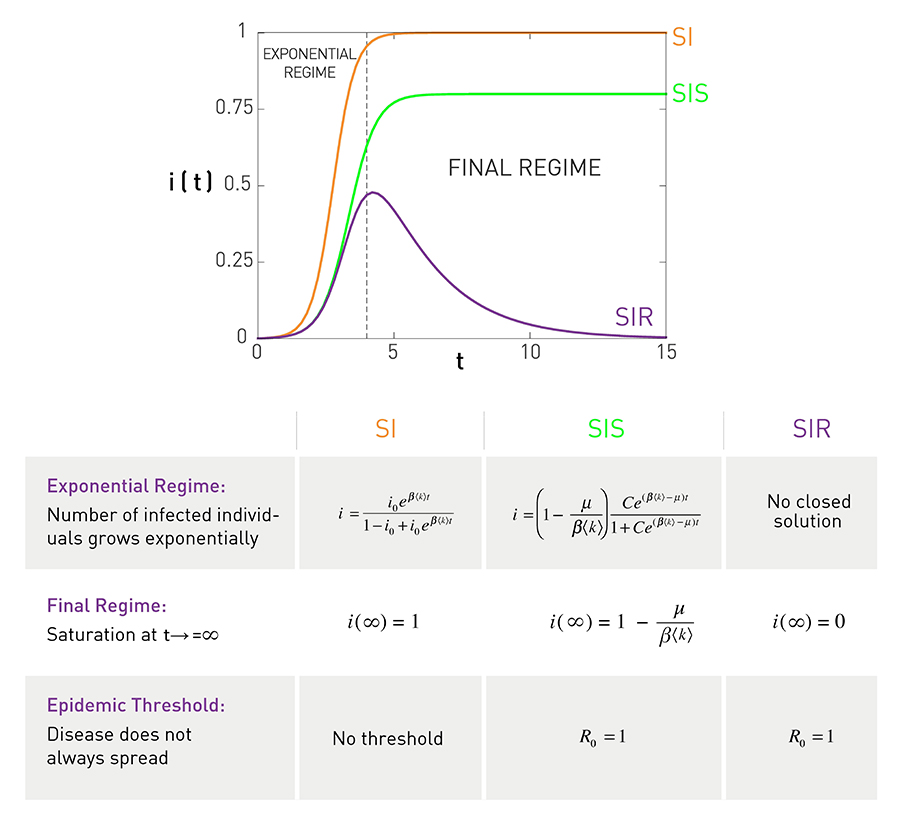 1
EXPONENTIAL
REGIME
SI
0.75
SIS
i(t)
0.5
FINAL REGIME
0.25
SIR
0
0
5
10
15
t
SI
SIS
SIR
Exponential Regime:
Number of infected individ-
uals grows exponentially
i = i₀e^{β⟨k⟩t} / (1−i₀+i₀e^{β⟨k⟩t})
i = (1 − μ/β⟨k⟩) Ce^{(β⟨k⟩−μ)t} / (1+Ce^{(β⟨k⟩−μ)t})
No closed
solution
Final Regime:
Saturation at t→=∞
i(∞) = 1
i(∞) = 1 − μ/β⟨k⟩
i(∞) = 0
Epidemic Threshold:
Disease does not
always spread
No threshold
R₀ = 1
R₀ = 1